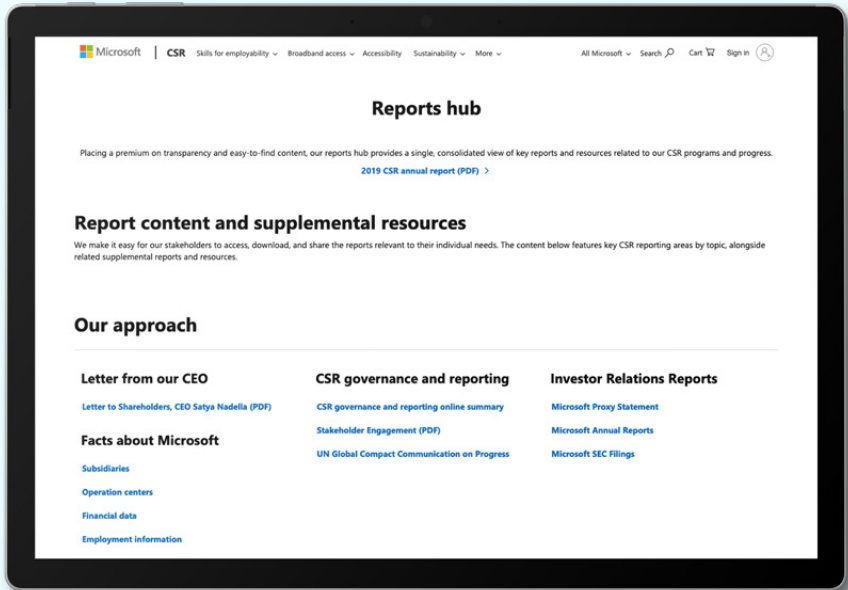 Microsoft | CSR Skills for employability Broadband access Accessibility Sustainability More All Microsoft Search Cart Sign in
Reports hub
Placing a premium on transparency and easy-to-find content, our reports hub provides a single, consolidated view of key reports and resources related to our CSR programs and progress.
2019 CSR annual report (PDF) >
Report content and supplemental resources
We make it easy for our stakeholders to access, download, and share the reports relevant to their individual needs. The content below features key CSR reporting areas by topic, alongside
related supplemental reports and resources.
Our approach
Letter from our CEO
Letter to Shareholders, CEO Satya Nadella (PDF)
Facts about Microsoft
Subsidiaries
Operation centers
Financial data
Employment information
CSR governance and reporting
CSR governance and reporting online summary
Stakeholder Engagement (PDF)
UN Global Compact Communication on Progress
Investor Relations Reports
Microsoft Proxy Statement
Microsoft Annual Reports
Microsoft SEC Filings